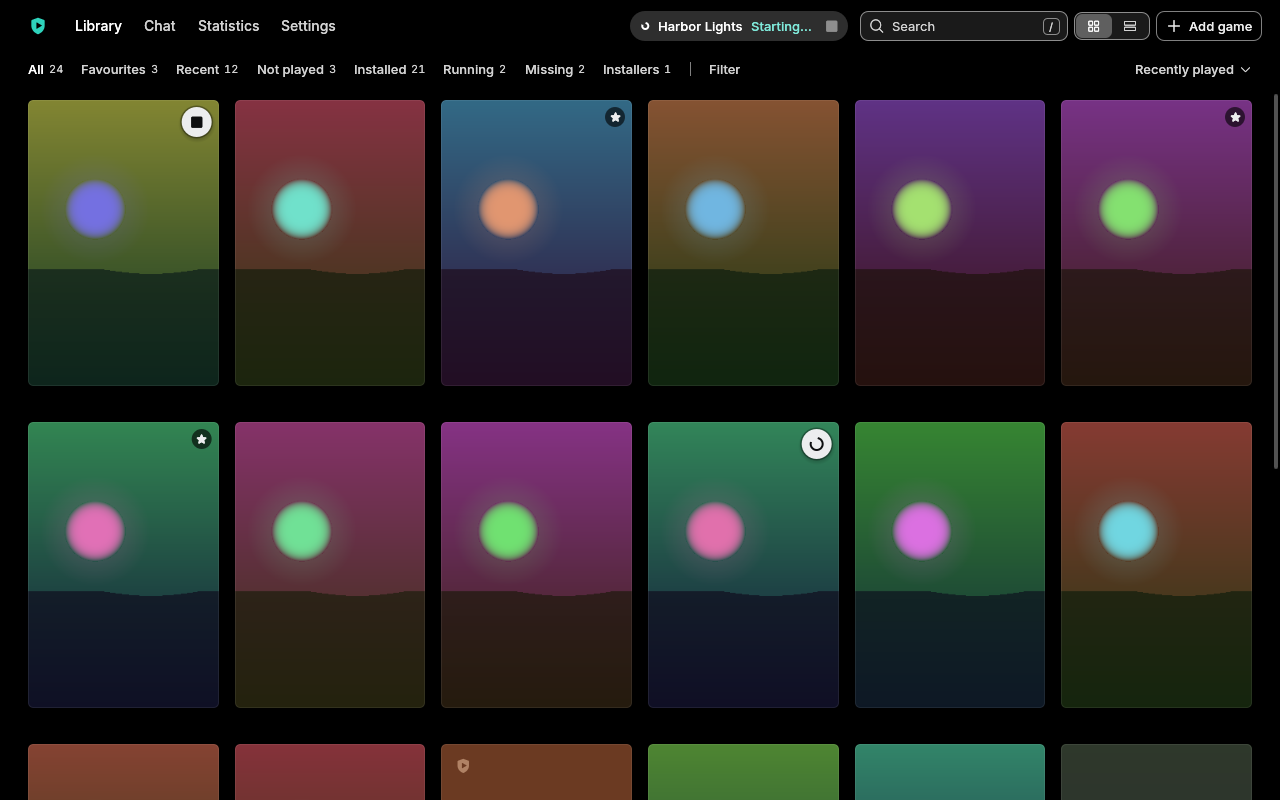 Library Chat Statistics Settings Harbor Lights Starting... Search / Add game
All 24 Favourites 3 Recent 12 Not played 3 Installed 21 Running 2 Missing 2 Installers 1 Filter Recently played